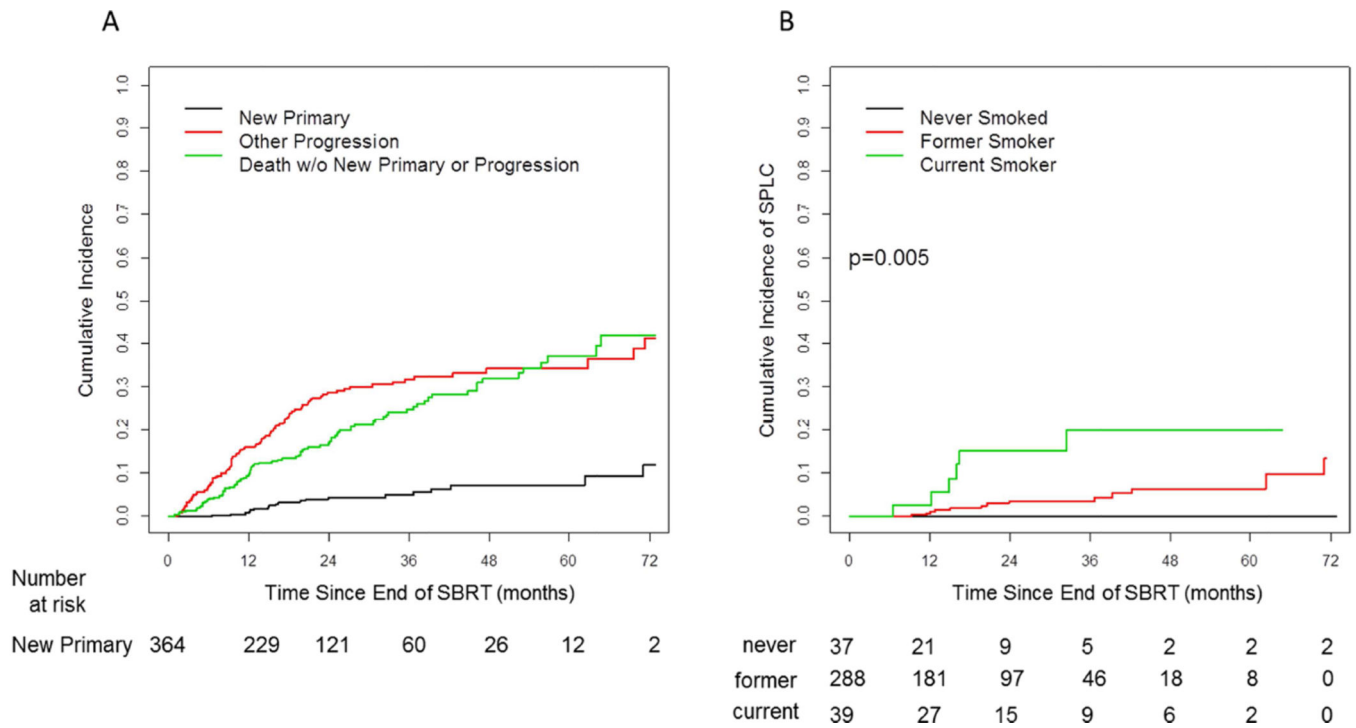 A
New Primary
Other Progression
Death w/o New Primary or Progression
Cumulative Incidence
1.0
0.9
0.8
0.7
0.6
0.5
0.4
0.3
0.2
0.1
0.0
0 12 24 36 48 60 72
Time Since End of SBRT (months)
Number
at risk
New Primary 364 229 121 60 26 12 2
B
Never Smoked
Former Smoker
Current Smoker
p=0.005
Cumulative Incidence of SPLC
1.0
0.9
0.8
0.7
0.6
0.5
0.4
0.3
0.2
0.1
0.0
0 12 24 36 48 60 72
Time Since End of SBRT (months)
never 37 21 9 5 2 2 2
former 288 181 97 46 18 8 0
current 39 27 15 9 6 2 0